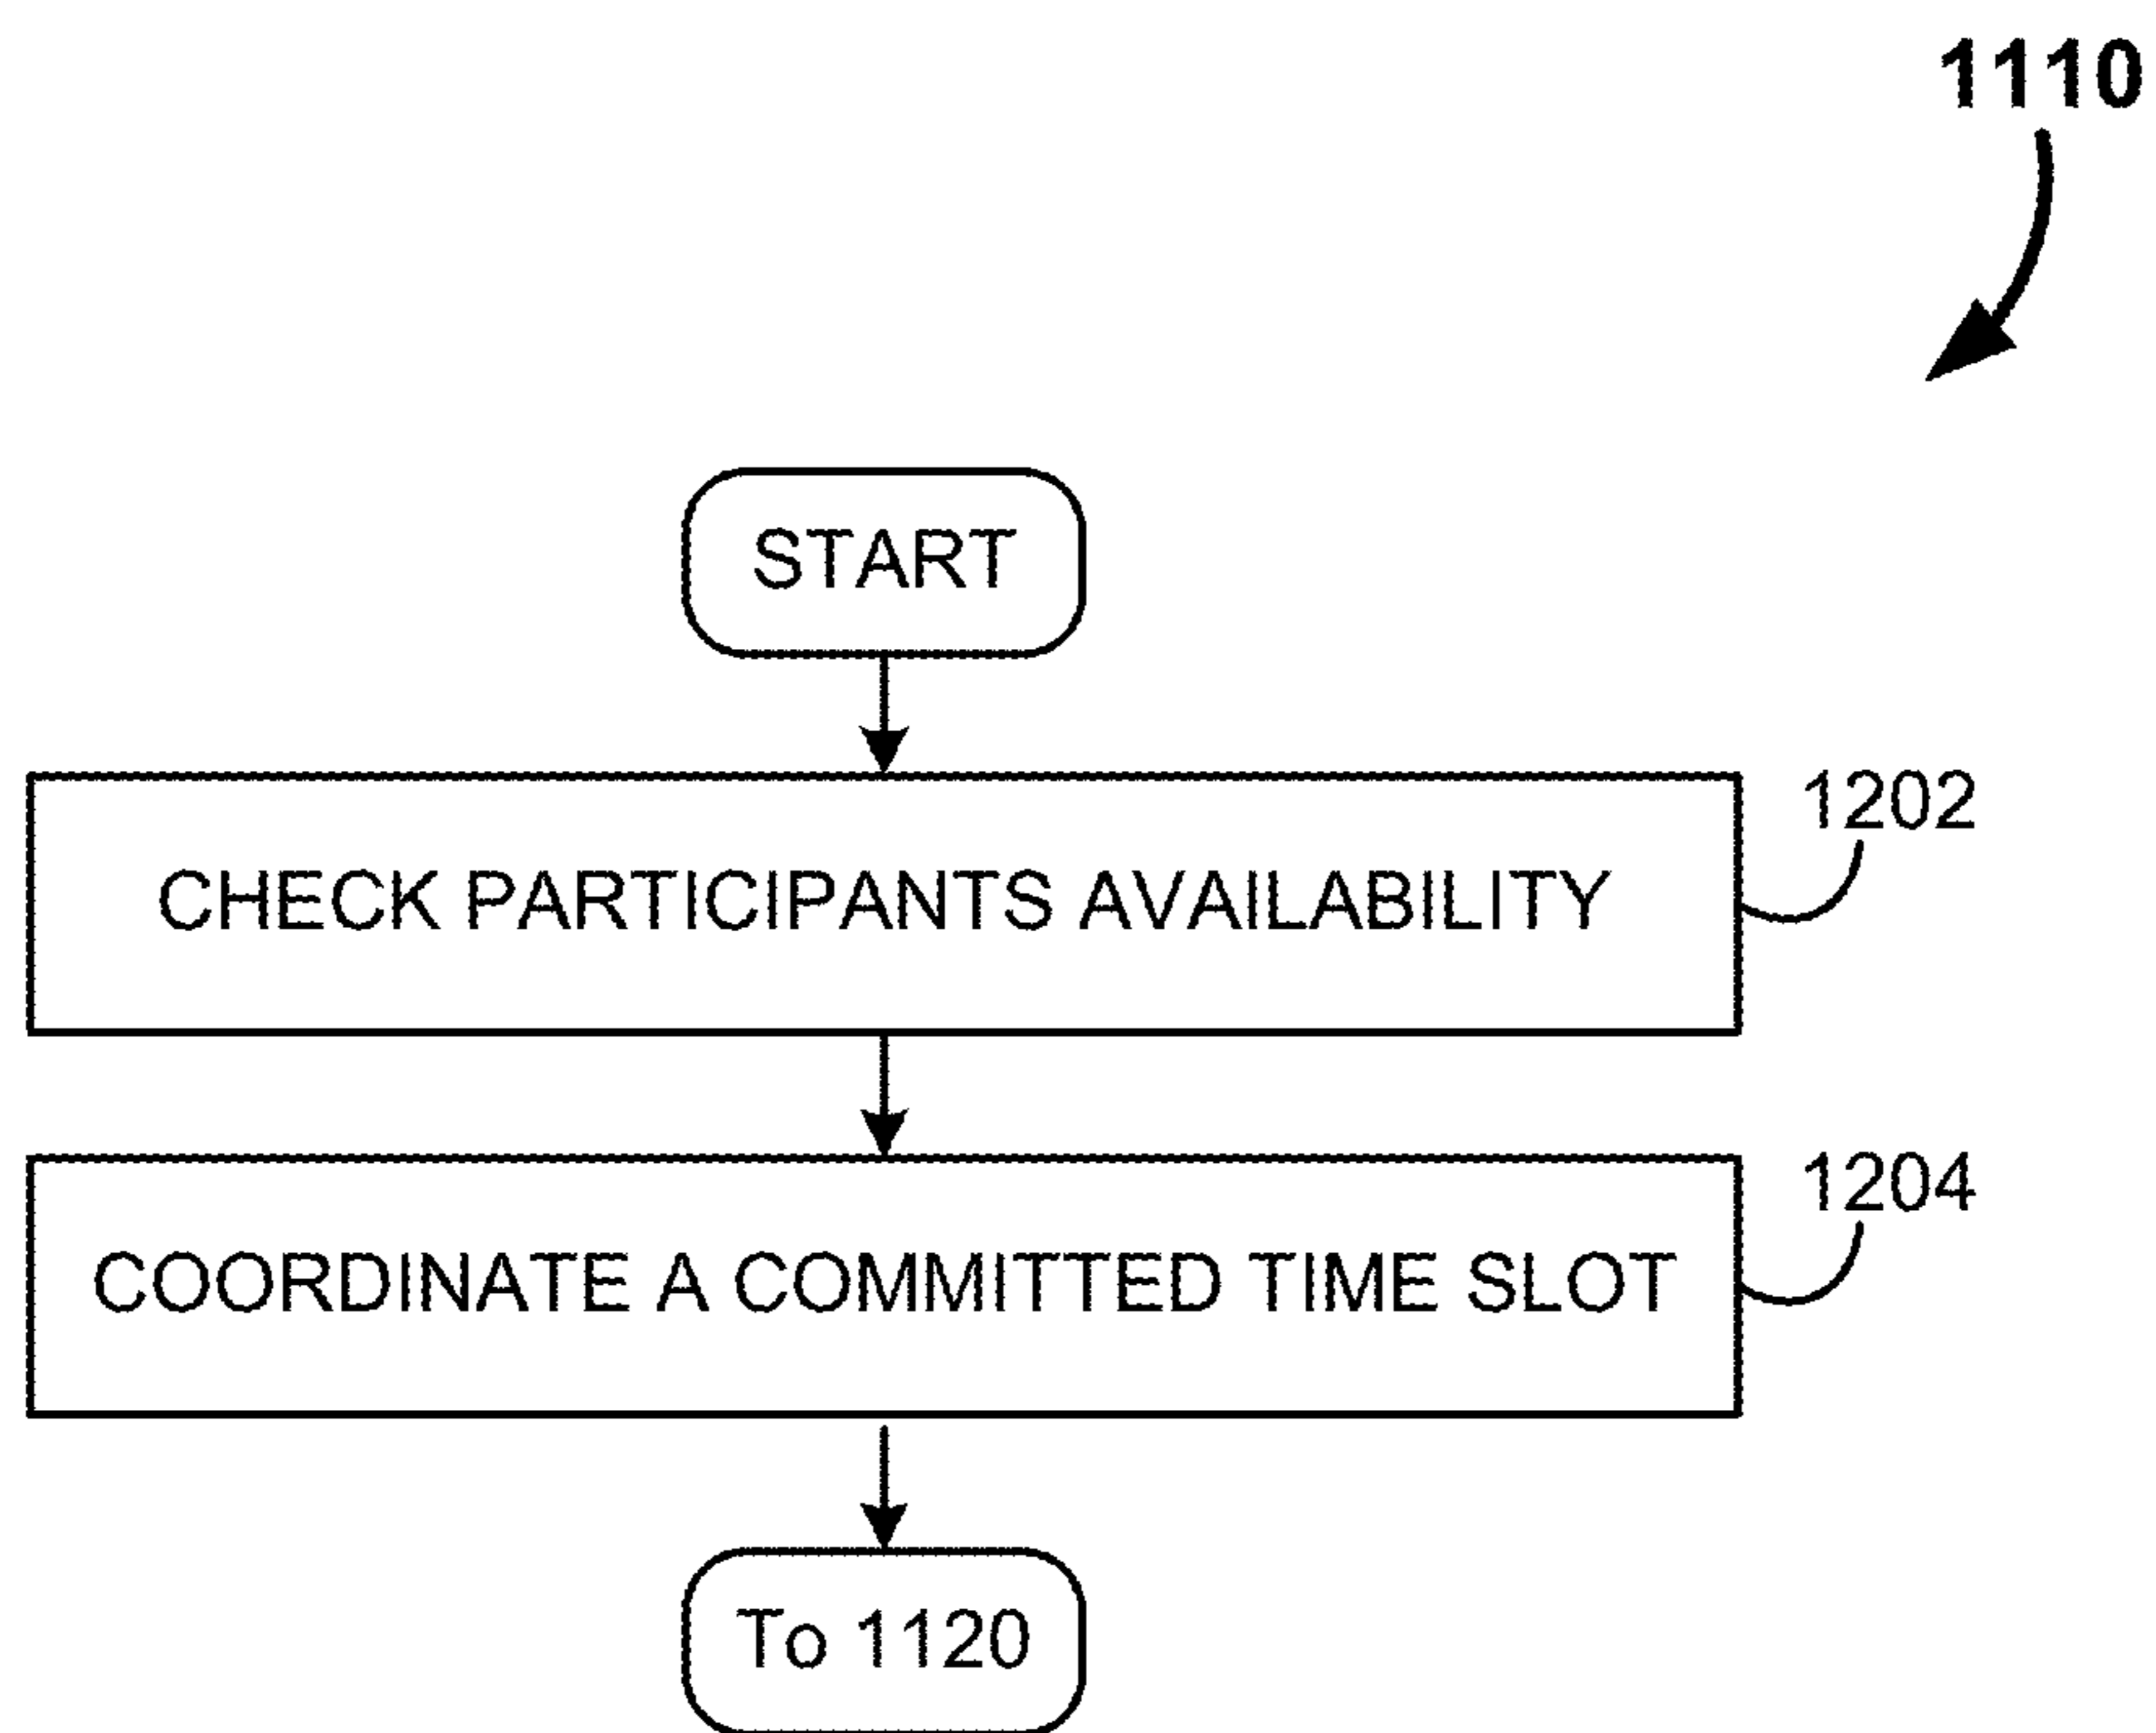 1110
START
CHECK PARTICIPANTS AVAILABILITY
1202
COORDINATE A COMMITTED TIME SLOT
1204
To 1120